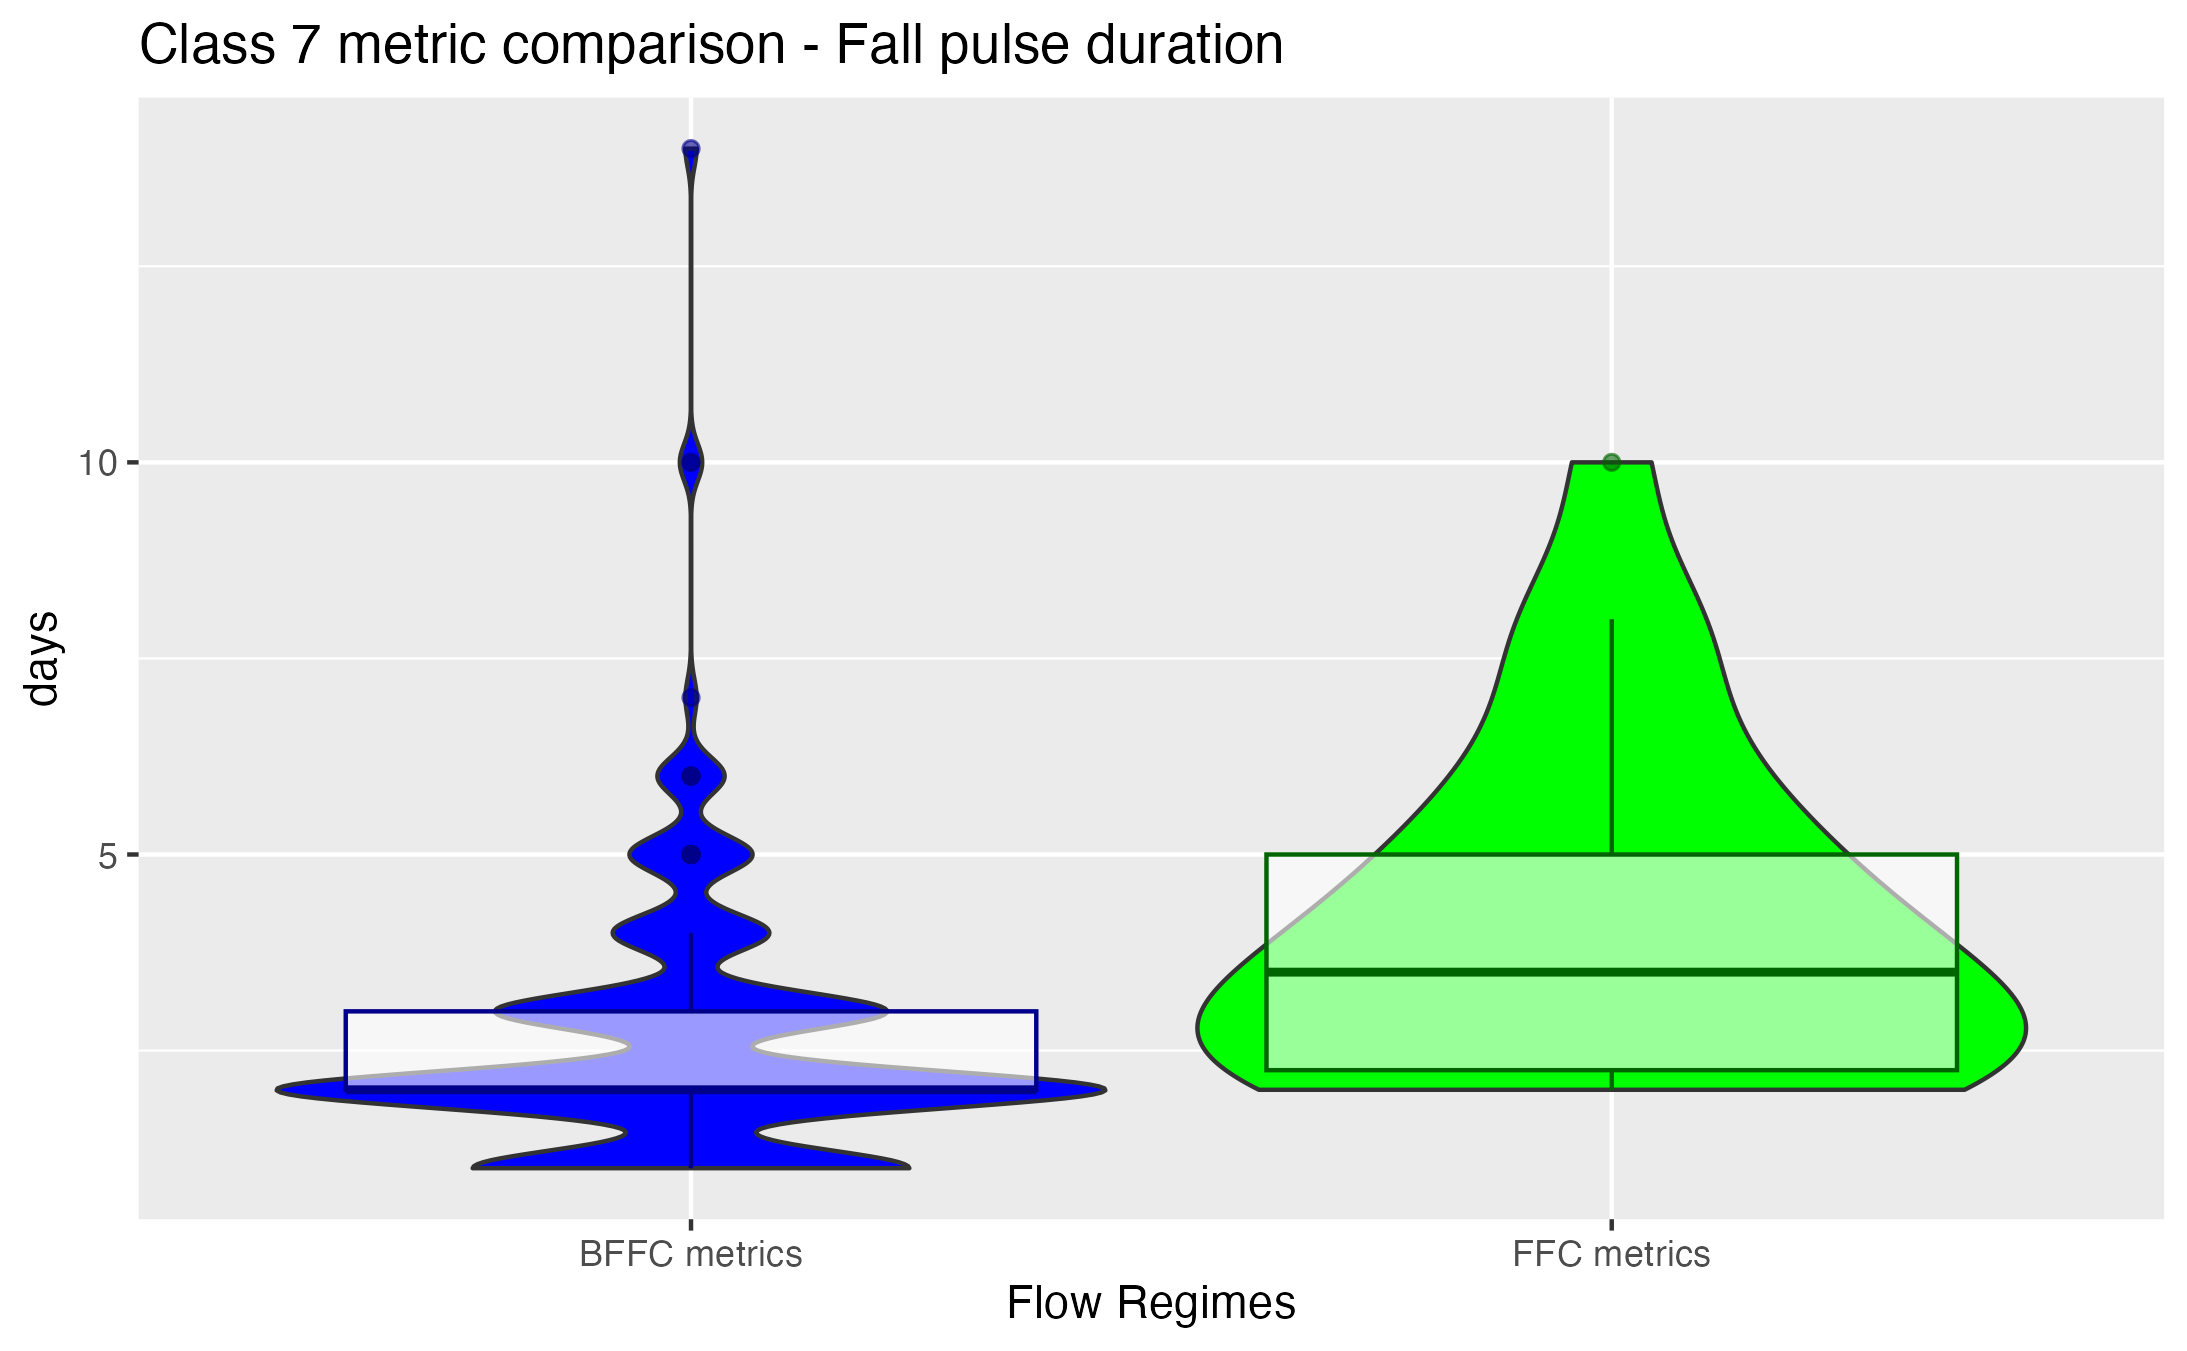 Class 7 metric comparison - Fall pulse duration
days
10
5
BFFC metrics
FFC metrics
Flow Regimes